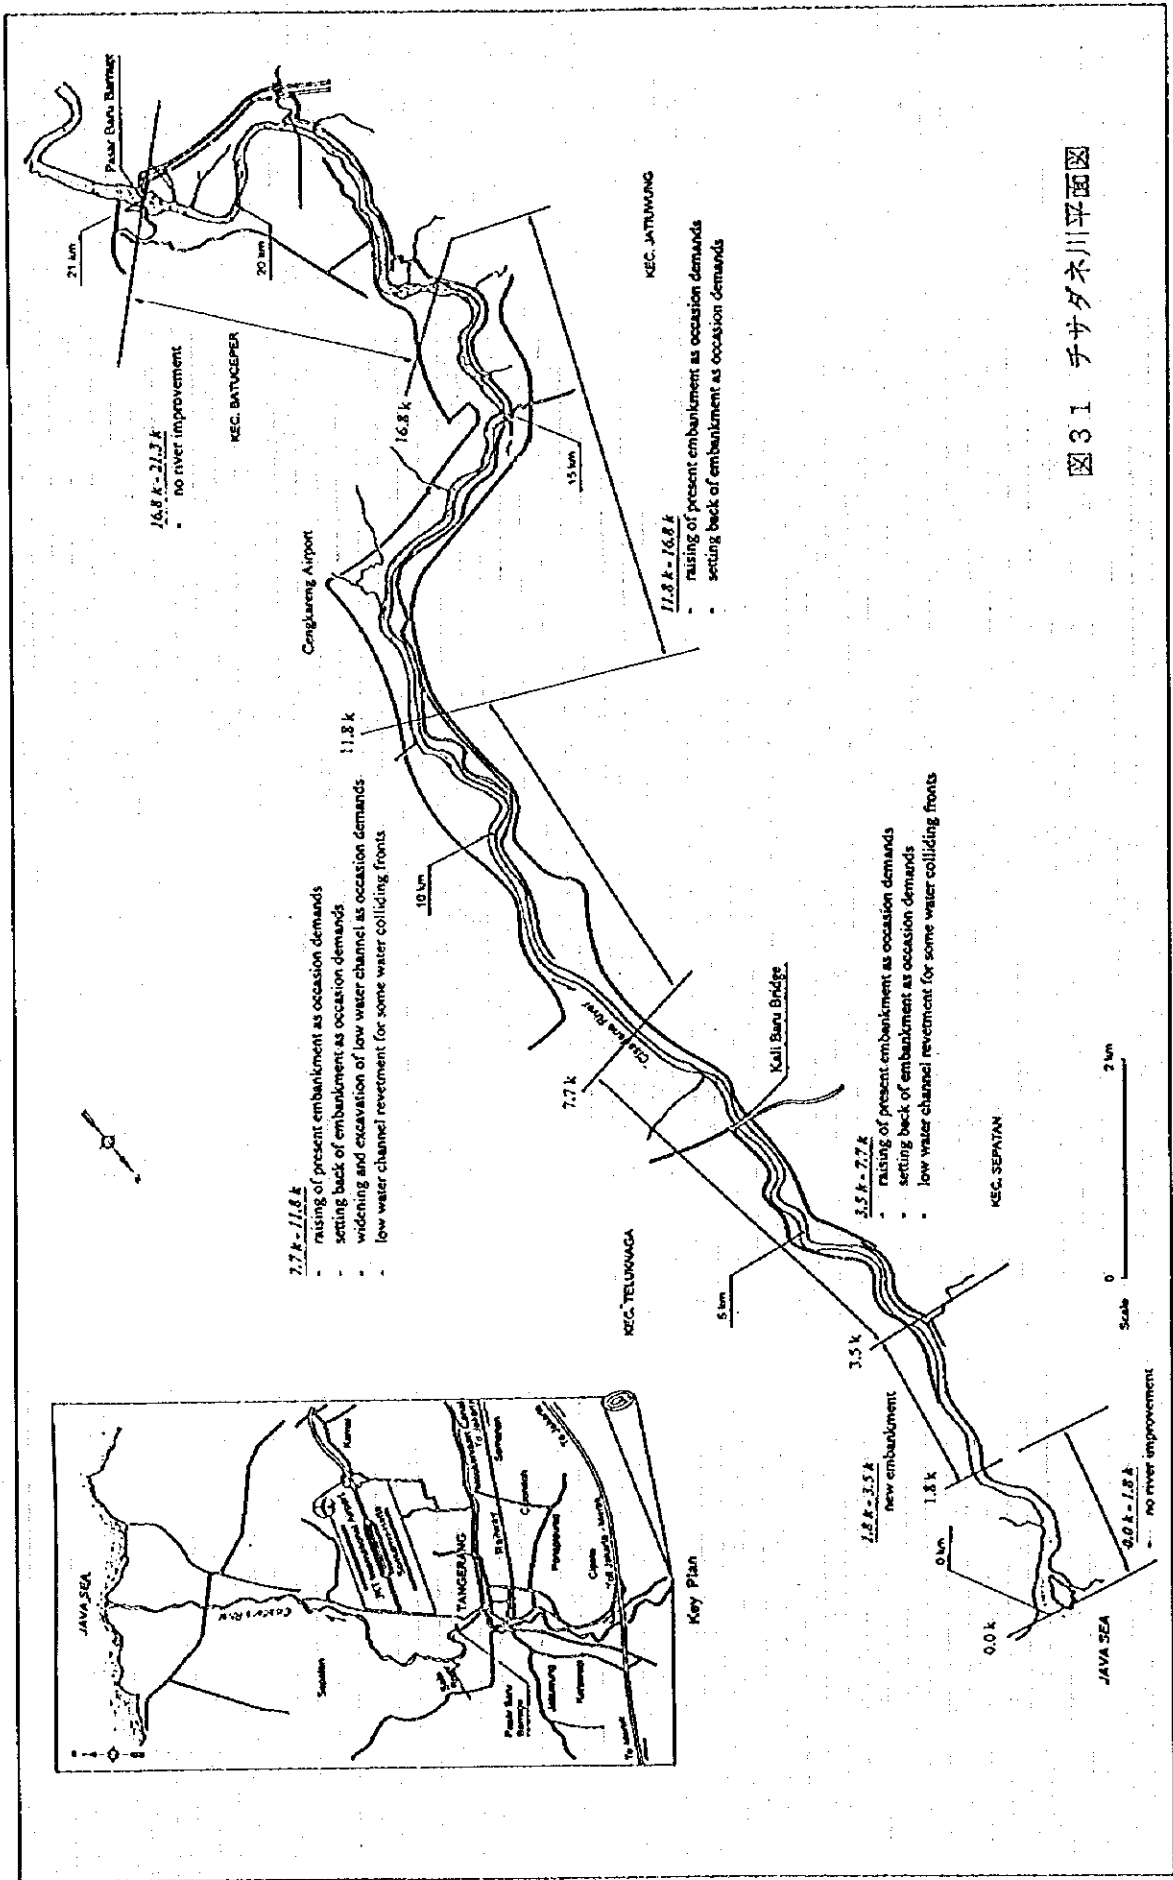 JAVA SEA
Sepatan
TANGERANG
Railway
Pasar Baru
Barrage
Key Plan
7.7 k - 11.8 k
- raising of present embankment as occasion demands
- setting back of embankment as occasion demands
- widening and excavation of low water channel as occasion demands
- low water channel revetment for some water colliding fronts
16.8 k - 21.3 k
- no river improvement
KEC. BATUCEPER
Cengkareng Airport
Pasar Baru Barrage
21 km
20 km
16.8 k
15 km
11.8 k
10 km
7.7 k
Cisadane River
Kali Baru Bridge
KEC. TELUKNAGA
5 km
3.5 k
1.8 k - 3.5 k
new embankment
1.8 k
0 km
0.0 k
JAVA SEA
0.0 k - 1.8 k
- no river improvement
3.5 k - 7.7 k
- raising of present embankment as occasion demands
- setting back of embankment as occasion demands
- low water channel revetment for some water colliding fronts
KEC. SEPATAN
11.8 k - 16.8 k
- raising of present embankment as occasion demands
- setting back of embankment as occasion demands
KEC. JATIUWUNG
Scale 0 2 km
図31 チサダネ川平面図